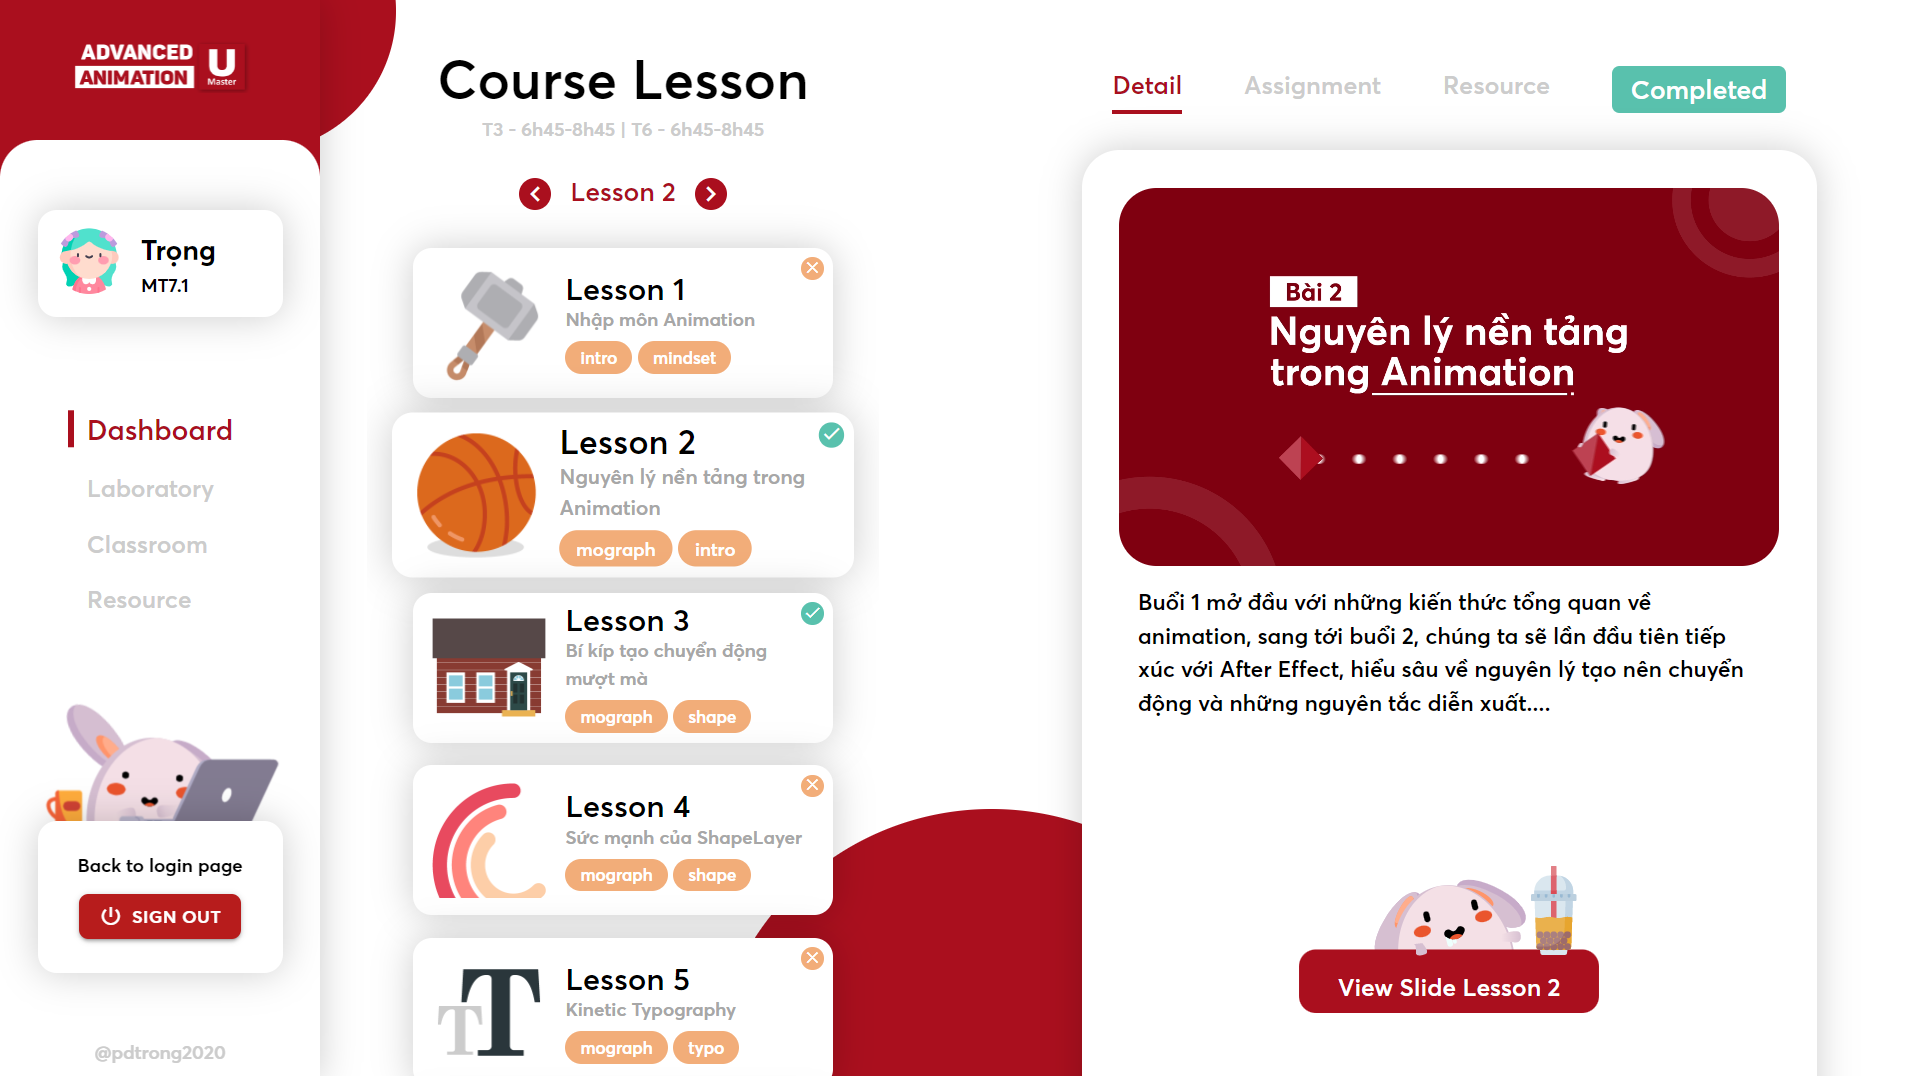 ADVANCED
ANIMATION
U
Master
Trọng
MT7.1
Dashboard
Laboratory
Classroom
Resource
Back to login page
SIGN OUT
@pdtrong2020
Course Lesson
T3 - 6h45-8h45 | T6 - 6h45-8h45
Lesson 2
Lesson 1
Nhập môn Animation
intro mindset
Lesson 2
Nguyên lý nền tảng trong
Animation
mograph intro
Lesson 3
Bí kíp tạo chuyển động
mượt mà
mograph shape
Lesson 4
Sức mạnh của ShapeLayer
mograph shape
Lesson 5
Kinetic Typography
mograph typo
Detail Assignment Resource Completed
Bài 2
Nguyên lý nền tảng
trong Animation
Buổi 1 mở đầu với những kiến thức tổng quan về
animation, sang tới buổi 2, chúng ta sẽ lần đầu tiên tiếp
xúc với After Effect, hiểu sâu về nguyên lý tạo nên chuyển
động và những nguyên tắc diễn xuất....
View Slide Lesson 2